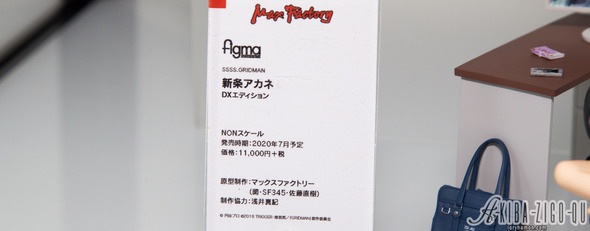 Max Factory
figma
SSSS.GRIDMAN
新条アカネ
DXエディション
NONスケール
発売時期:2020年7月予定
価格:11,000円+税
原型制作:マックスファクトリー
(閏・SF345・佐藤直樹)
制作協力:浅井真紀
AKIBA-ZIGO-QU